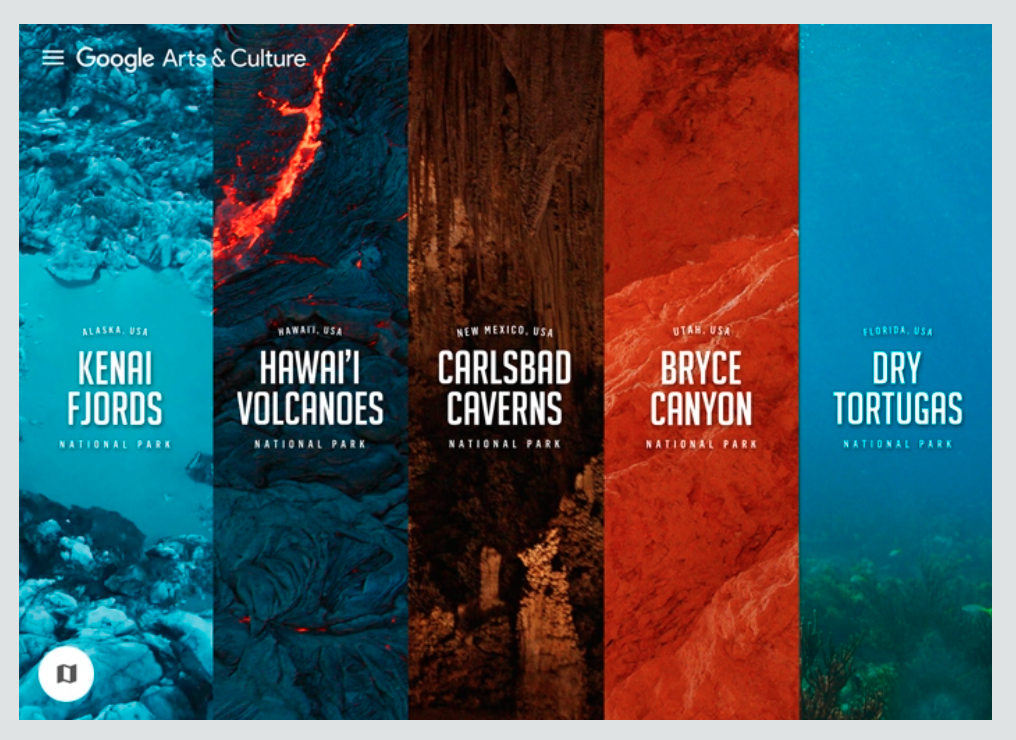 Google Arts & Culture
ALASKA, USA
KENAI
FJORDS
NATIONAL PARK
HAWAI'I, USA
HAWAI'I
VOLCANOES
NATIONAL PARK
NEW MEXICO, USA
CARLSBAD
CAVERNS
NATIONAL PARK
UTAH, USA
BRYCE
CANYON
NATIONAL PARK
FLORIDA, USA
DRY
TORTUGAS
NATIONAL PARK